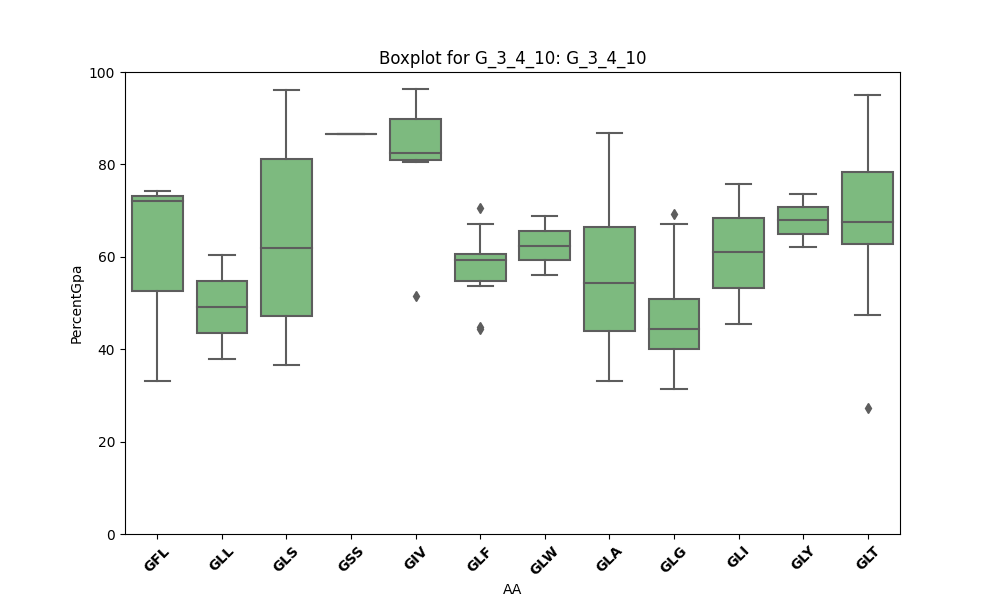 Boxplot for G_3_4_10: G_3_4_10
PercentGpa
100
80
60
40
20
0
GFL GLL GLS GSS GIV GLF GLW GLA GLG GLI GLY GLT
AA